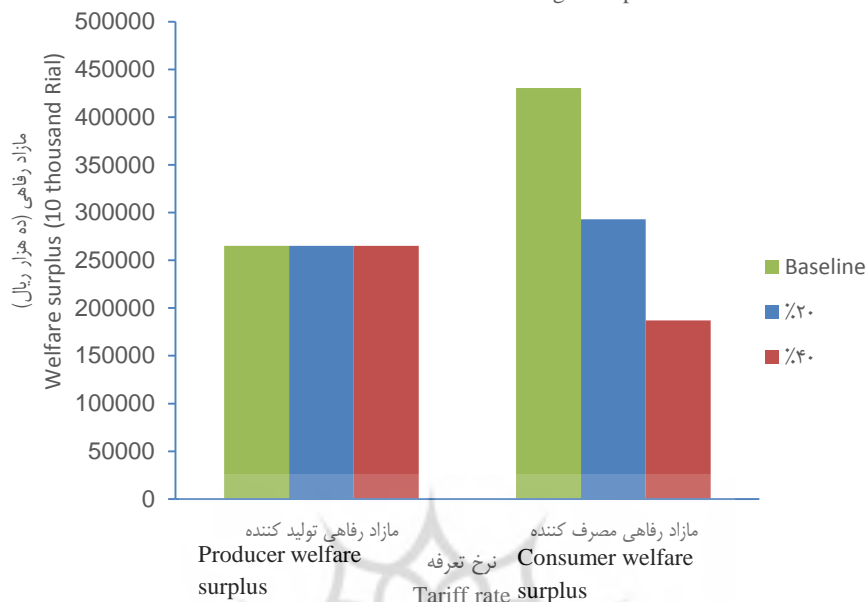 500000
450000
400000
350000
300000
250000
200000
150000
100000
50000
0
مازاد رفاهی (ده هزار ریال)
Welfare surplus (10 thousand Rial)
Baseline
٪۲۰
٪۴۰
مازاد رفاهی تولید کننده
مازاد رفاهی مصرف کننده
Producer welfare
surplus
نرخ تعرفه
Tariff rate
Consumer welfare
surplus